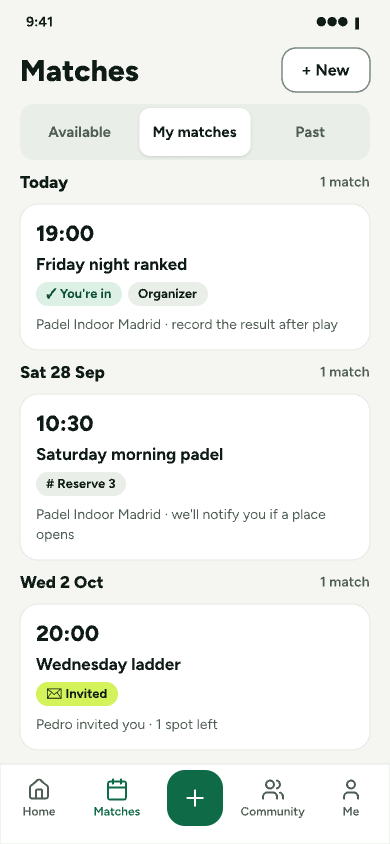 9:41
Matches
+ New
Available
My matches
Past
Today
1 match
19:00
Friday night ranked
✓ You're in
Organizer
Padel Indoor Madrid · record the result after play
Sat 28 Sep
1 match
10:30
Saturday morning padel
# Reserve 3
Padel Indoor Madrid · we'll notify you if a place
opens
Wed 2 Oct
1 match
20:00
Wednesday ladder
✉ Invited
Pedro invited you · 1 spot left
Home
Matches
Community
Me